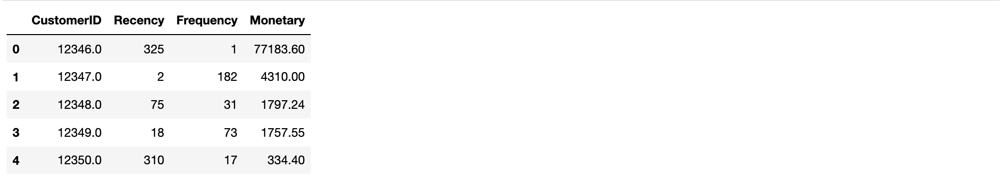 CustomerID Recency Frequency Monetary
0 12346.0 325 1 77183.60
1 12347.0 2 182 4310.00
2 12348.0 75 31 1797.24
3 12349.0 18 73 1757.55
4 12350.0 310 17 334.40